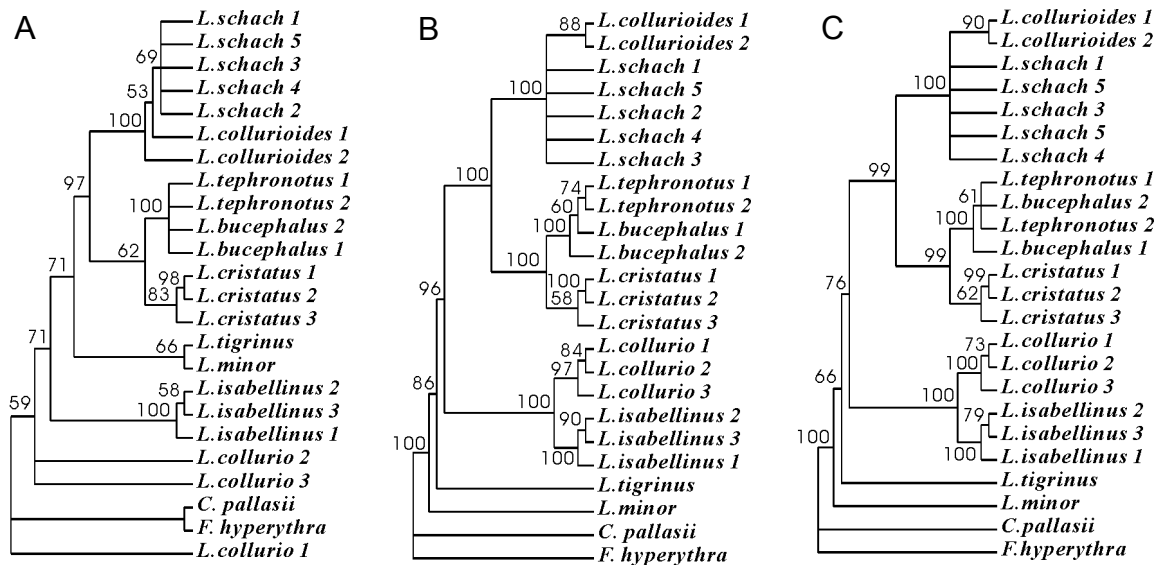 A
L.schach 1
L.schach 5
69
L.schach 3
53
L.schach 4
L.schach 2
100
L.collurioides 1
L.collurioides 2
97
L.tephronotus 1
100
L.tephronotus 2
L.bucephalus 2
62
L.bucephalus 1
71
98
L.cristatus 1
83
L.cristatus 2
L.cristatus 3
71
66
L.tigrinus
L.minor
59
58
L.isabellinus 2
100
L.isabellinus 3
L.isabellinus 1
L.collurio 2
L.collurio 3
C. pallasii
F. hyperythra
L.collurio 1
B
88
L.collurioides 1
L.collurioides 2
L.schach 1
100
L.schach 5
L.schach 2
L.schach 4
L.schach 3
100
74
L.tephronotus 1
60
L.tephronotus 2
100
L.bucephalus 1
L.bucephalus 2
100
100
L.cristatus 1
58
L.cristatus 2
L.cristatus 3
96
84
L.collurio 1
97
L.collurio 2
L.collurio 3
86
100
90
L.isabellinus 2
L.isabellinus 3
100
L.isabellinus 1
100
L.tigrinus
L.minor
C. pallasii
F. hyperythra
C
90
L.collurioides 1
L.collurioides 2
L.schach 1
100
L.schach 5
L.schach 3
L.schach 5
L.schach 4
99
L.tephronotus 1
61
L.bucephalus 2
100
L.tephronotus 2
L.bucephalus 1
99
99
L.cristatus 1
62
L.cristatus 2
L.cristatus 3
76
73
L.collurio 1
100
L.collurio 2
L.collurio 3
66
100
79
L.isabellinus 2
L.isabellinus 3
100
L.isabellinus 1
100
L.tigrinus
L.minor
C.pallasii
F.hyperythra